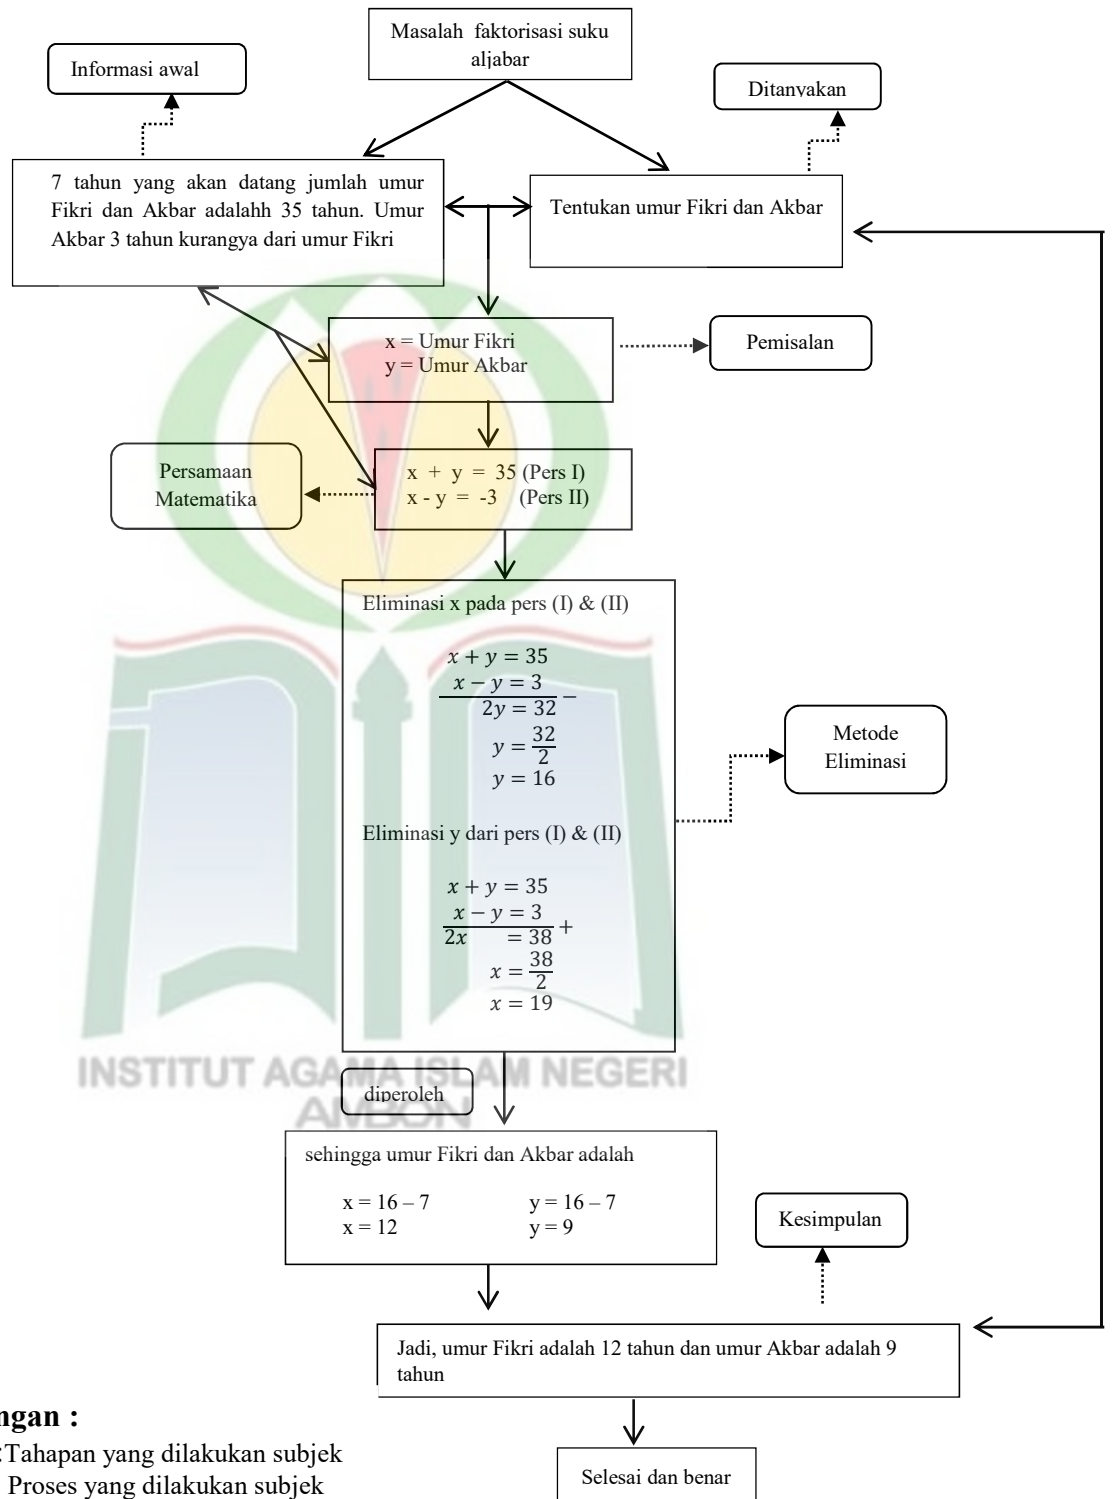 Masalah faktorisasi suku
aljabar
Informasi awal
Ditanyakan
7 tahun yang akan datang jumlah umur
Fikri dan Akbar adalahh 35 tahun. Umur
Akbar 3 tahun kurangya dari umur Fikri
Tentukan umur Fikri dan Akbar
x = Umur Fikri
y = Umur Akbar
Pemisalan
Persamaan
Matematika
x + y = 35 (Pers I)
x - y = -3 (Pers II)
Eliminasi x pada pers (I) & (II)
x + y = 35
x − y = 3
2y = 32 −
y = 32/2
y = 16
Metode
Eliminasi
Eliminasi y dari pers (I) & (II)
x + y = 35
x − y = 3
2x = 38 +
x = 38/2
x = 19
INSTITUT AGAMA ISLAM NEGERI
AMBON
diperoleh
sehingga umur Fikri dan Akbar adalah
x = 16 – 7 y = 16 – 7
x = 12 y = 9
Kesimpulan
Jadi, umur Fikri adalah 12 tahun dan umur Akbar adalah 9
tahun
ngan :
:Tahapan yang dilakukan subjek
Proses yang dilakukan subjek
Selesai dan benar